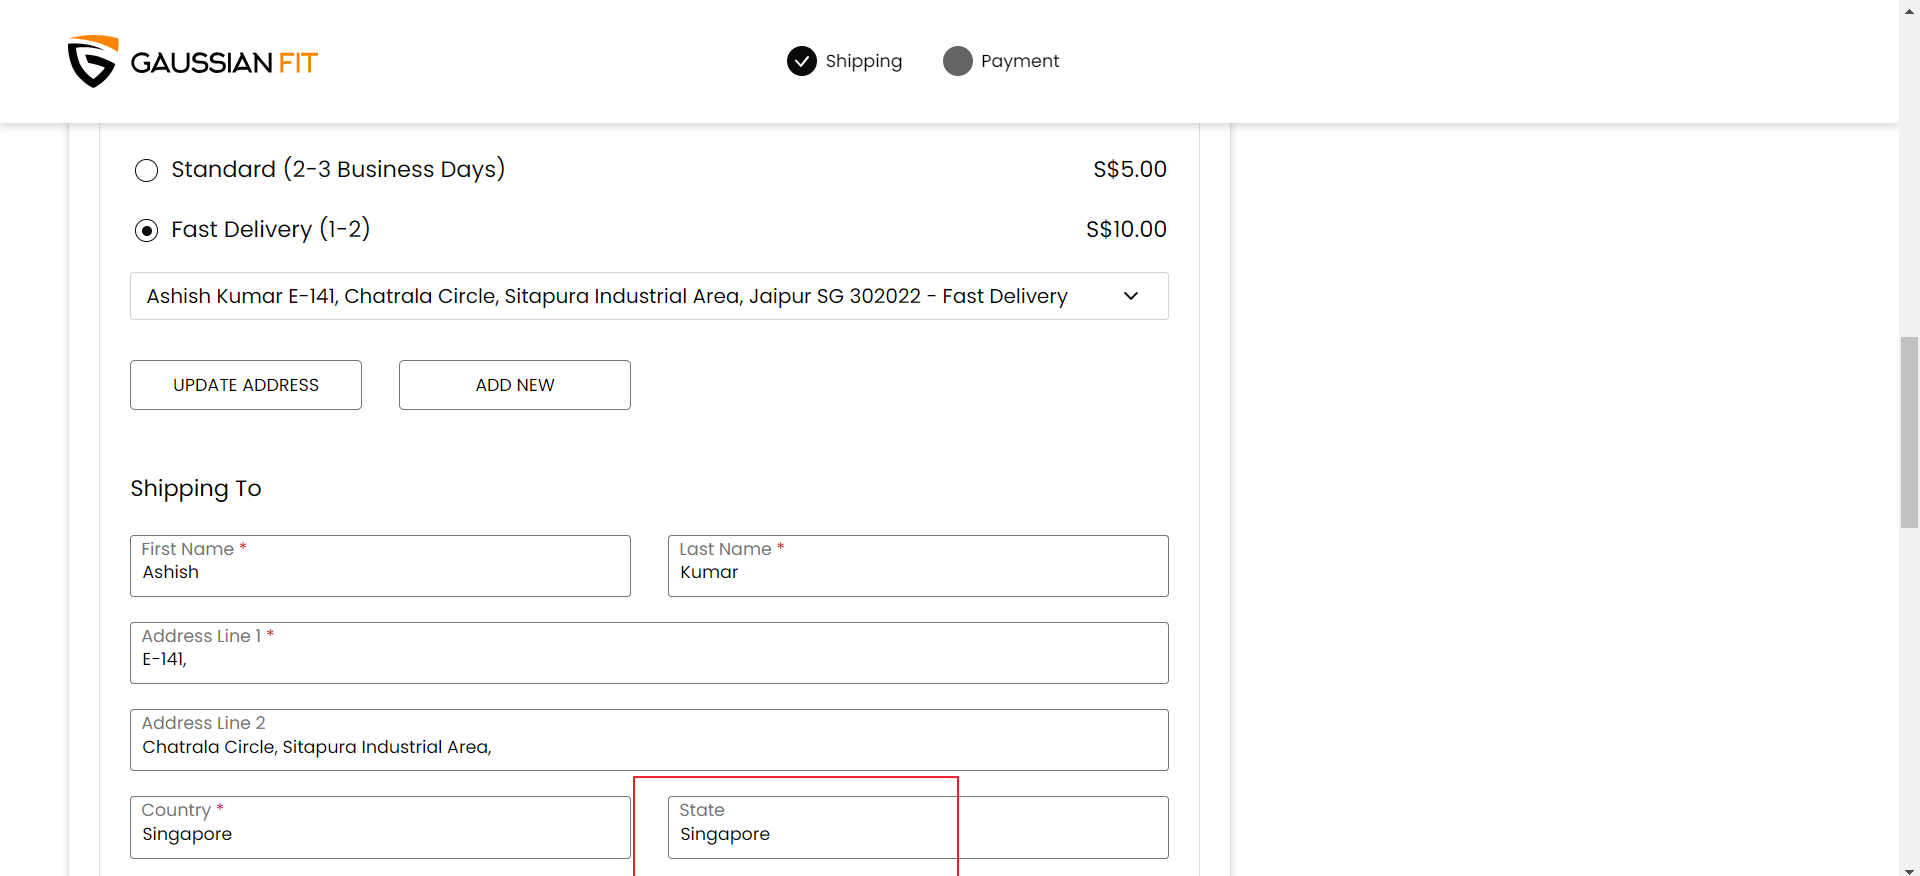 GAUSSIAN FIT
Shipping
Payment
Standard (2-3 Business Days) S$5.00
Fast Delivery (1-2) S$10.00
Ashish Kumar E-141, Chatrala Circle, Sitapura Industrial Area, Jaipur SG 302022 - Fast Delivery
UPDATE ADDRESS
ADD NEW
Shipping To
First Name *
Ashish
Last Name *
Kumar
Address Line 1 *
E-141,
Address Line 2
Chatrala Circle, Sitapura Industrial Area,
Country *
Singapore
State
Singapore